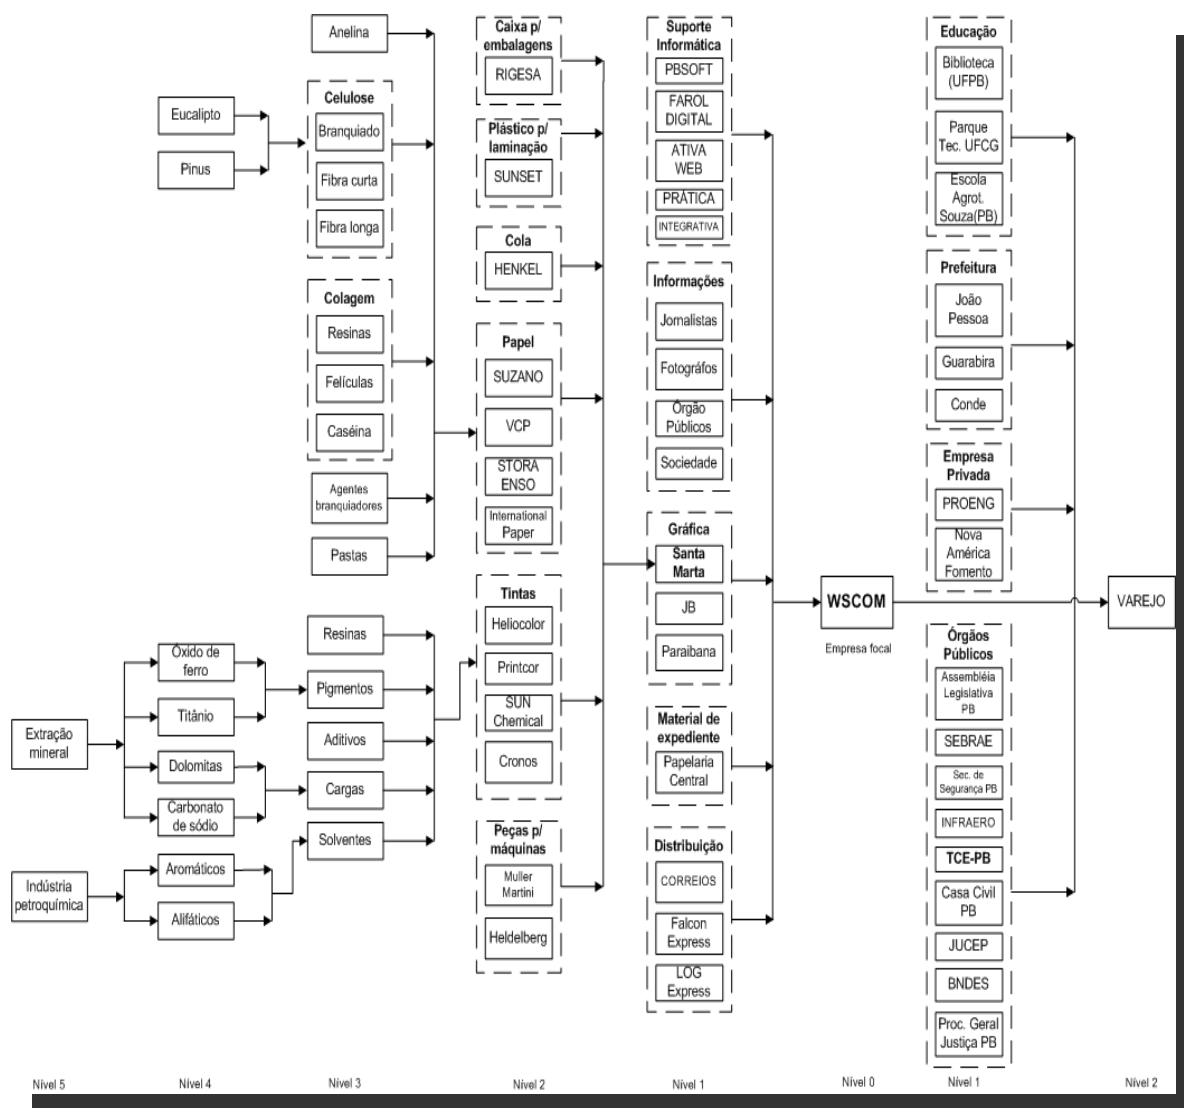 Extração
mineral
Indústria
petroquímica
Nível 5
Eucalipto
Pinus
Óxido de
ferro
Titânio
Dolomitas
Carbonato
de sódio
Aromáticos
Alifáticos
Nível 4
Anelina
Celulose
Branquiado
Fibra curta
Fibra longa
Colagem
Resinas
Felículas
Caséina
Agentes
branquiadores
Pastas
Resinas
Pigmentos
Aditivos
Cargas
Solventes
Nível 3
Caixa p/
embalagens
RIGESA
Plástico p/
laminação
SUNSET
Cola
HENKEL
Papel
SUZANO
VCP
STORA
ENSO
International
Paper
Tintas
Heliocolor
Printcor
SUN
Chemical
Cronos
Peças p/
máquinas
Muller
Martini
Heldelberg
Nível 2
Suporte
Informática
PBSOFT
FAROL
DIGITAL
ATIVA
WEB
PRÁTICA
INTEGRATIVA
Informações
Jornalistas
Fotográfos
Órgão
Públicos
Sociedade
Gráfica
Santa
Marta
JB
Paraibana
Material de
expediente
Papelaria
Central
Distribuição
CORREIOS
Falcon
Express
LOG
Express
Nível 1
WSCOM
Empresa focal
Nível 0
Educação
Biblioteca
(UFPB)
Parque
Tec. UFCG
Escola
Agrot.
Souza(PB)
Prefeitura
João
Pessoa
Guarabira
Conde
Empresa
Privada
PROENG
Nova
América
Fomento
Órgãos
Públicos
Assembléia
Legislativa
PB
SEBRAE
Sec. de
Segurança PB
INFRAERO
TCE-PB
Casa Civil
PB
JUCEP
BNDES
Proc. Geral
Justiça PB
Nível 1
VAREJO
Nível 2